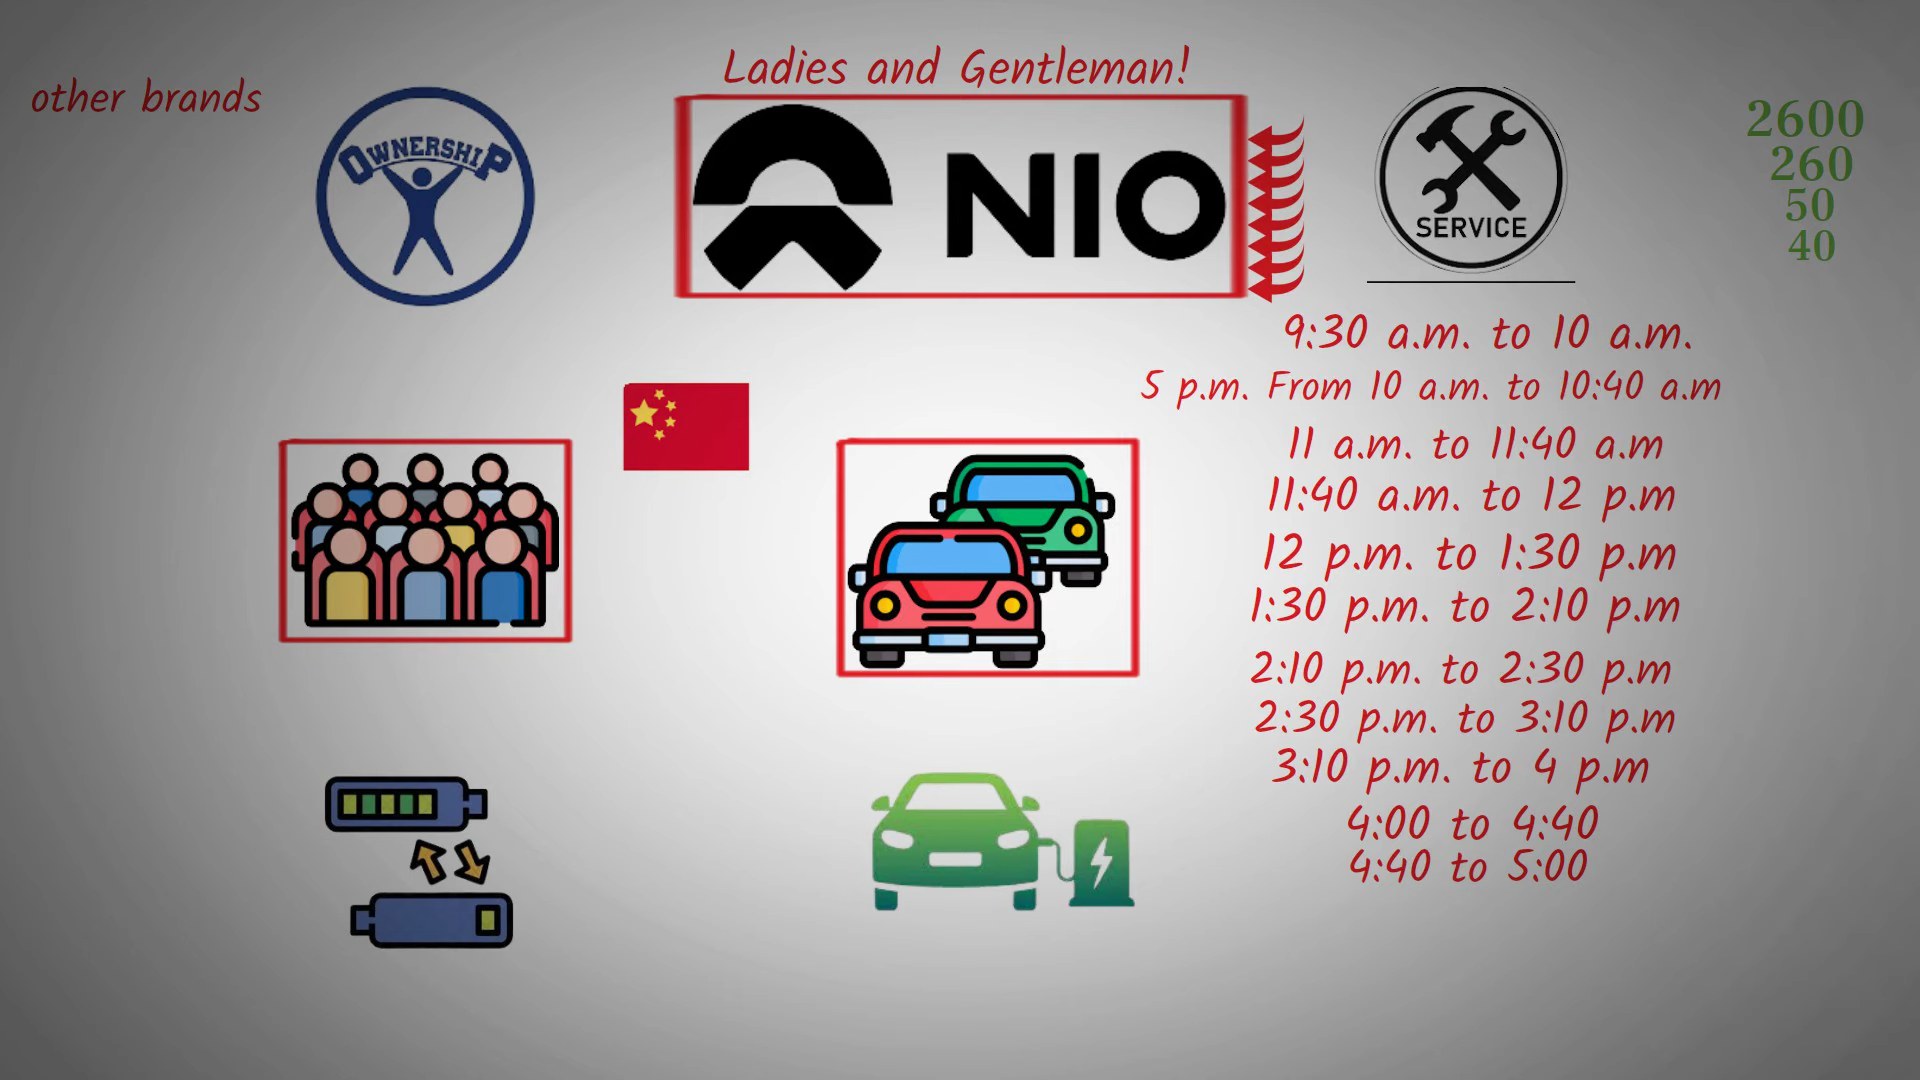 Ladies and Gentleman!
other brands
OWNERSHIP
NIO
SERVICE
2600
260
50
40
9:30 a.m. to 10 a.m.
5 p.m. From 10 a.m. to 10:40 a.m
11 a.m. to 11:40 a.m
11:40 a.m. to 12 p.m
12 p.m. to 1:30 p.m
1:30 p.m. to 2:10 p.m
2:10 p.m. to 2:30 p.m
2:30 p.m. to 3:10 p.m
3:10 p.m. to 4 p.m
4:00 to 4:40
4:40 to 5:00